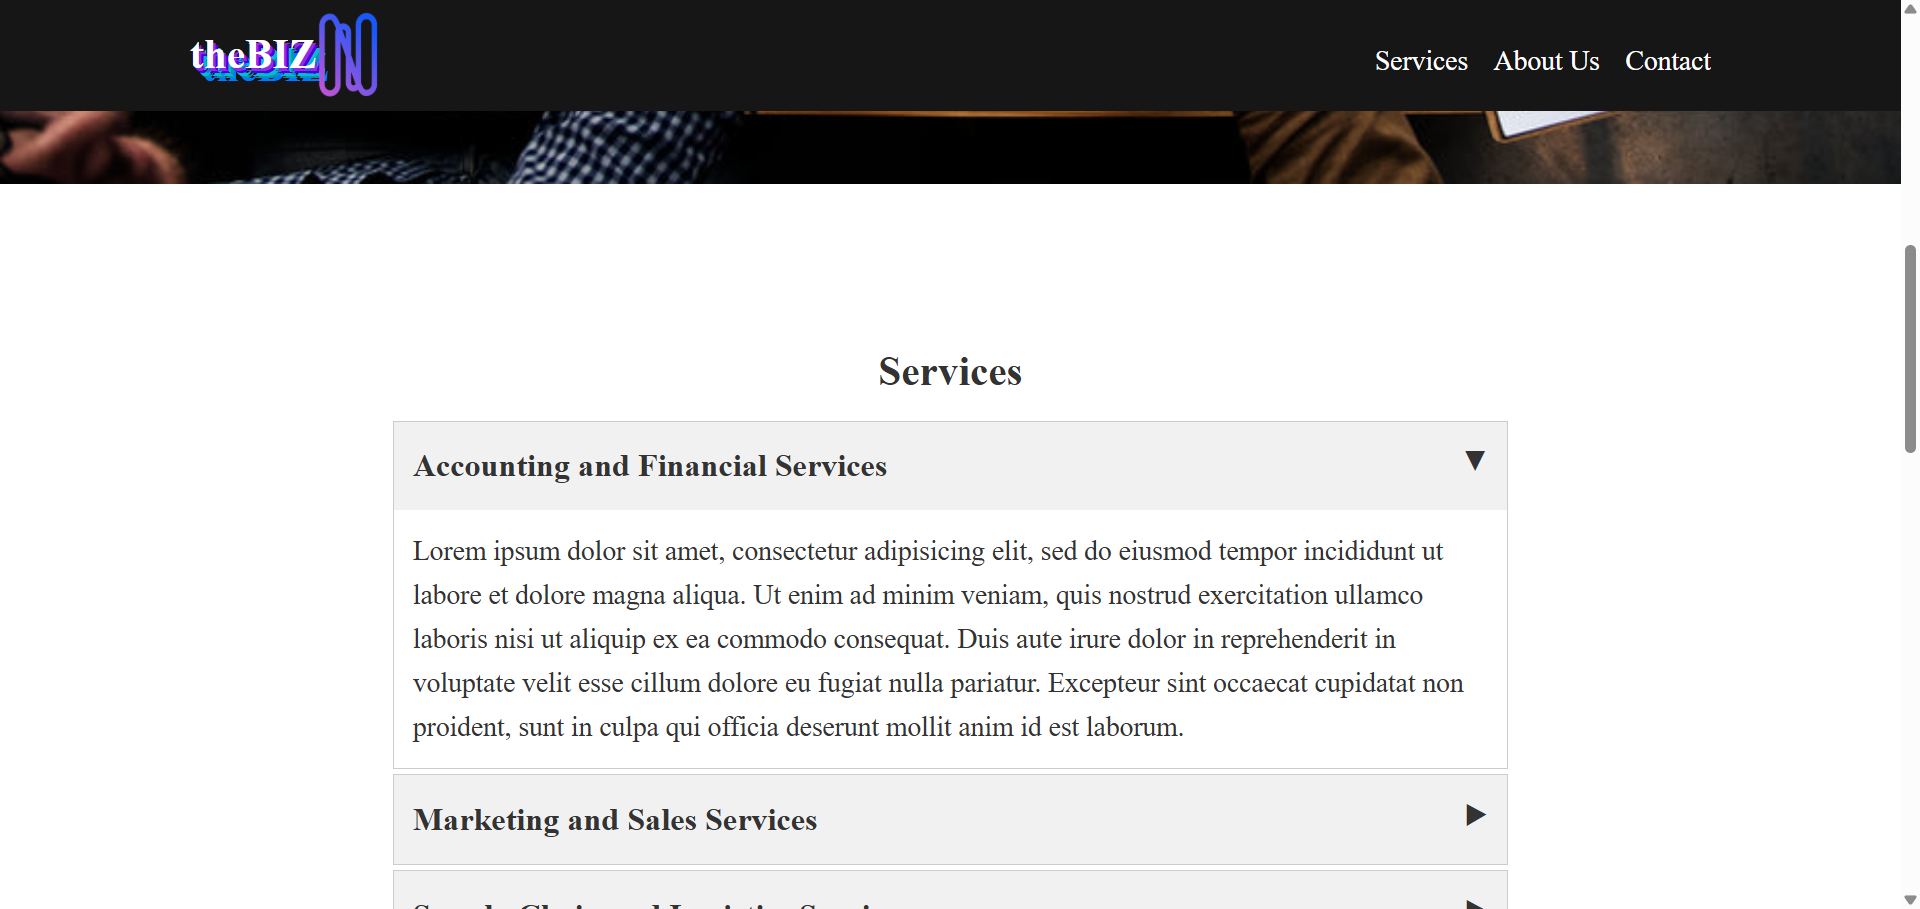 theBIZ
Services About Us Contact
Services
Accounting and Financial Services
Lorem ipsum dolor sit amet, consectetur adipisicing elit, sed do eiusmod tempor incididunt ut
labore et dolore magna aliqua. Ut enim ad minim veniam, quis nostrud exercitation ullamco
laboris nisi ut aliquip ex ea commodo consequat. Duis aute irure dolor in reprehenderit in
voluptate velit esse cillum dolore eu fugiat nulla pariatur. Excepteur sint occaecat cupidatat non
proident, sunt in culpa qui officia deserunt mollit anim id est laborum.
Marketing and Sales Services